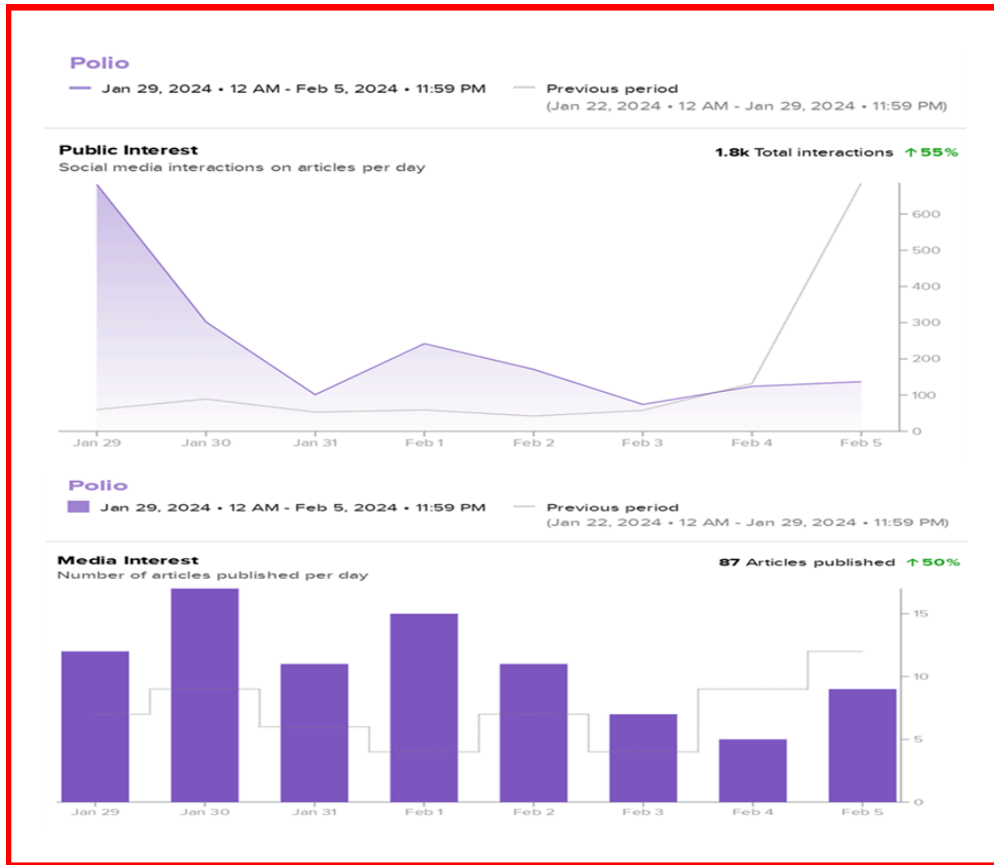 Polio
Jan 29, 2024 • 12 AM - Feb 5, 2024 • 11:59 PM
Previous period
(Jan 22, 2024 • 12 AM - Jan 29, 2024 • 11:59 PM)
Public Interest
Social media interactions on articles per day
1.8k Total interactions ↑55%
600
500
400
300
200
100
0
Jan 29 Jan 30 Jan 31 Feb 1 Feb 2 Feb 3 Feb 4 Feb 5
Polio
Jan 29, 2024 • 12 AM - Feb 5, 2024 • 11:59 PM
Previous period
(Jan 22, 2024 • 12 AM - Jan 29, 2024 • 11:59 PM)
Media Interest
Number of articles published per day
87 Articles published ↑50%
15
10
5
0
Jan 29 Jan 30 Jan 31 Feb 1 Feb 2 Feb 3 Feb 4 Feb 5